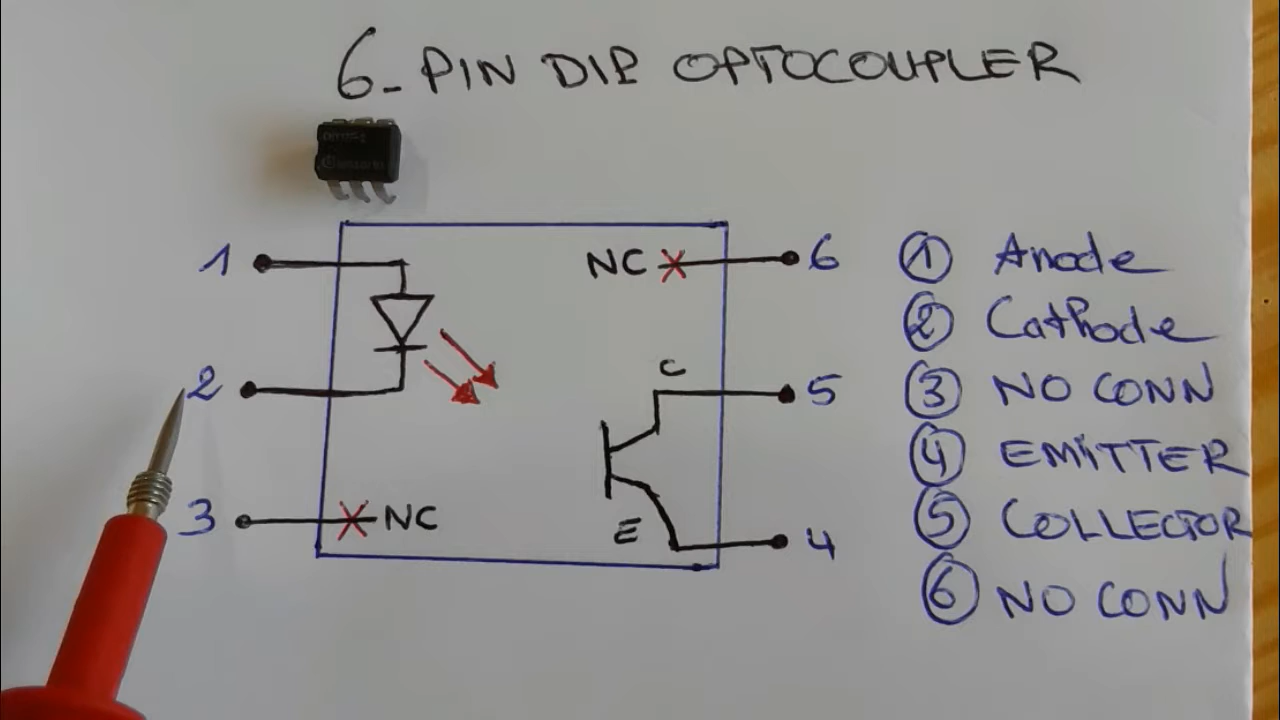 6-PIN DIP OPTOCOUPLER
1
NC
6
C
2
5
3
NC
E
4
1 Anode
2 Cathode
3 NO CONN
4 EMiTTER
5 COLLECTOR
6 NO CONN